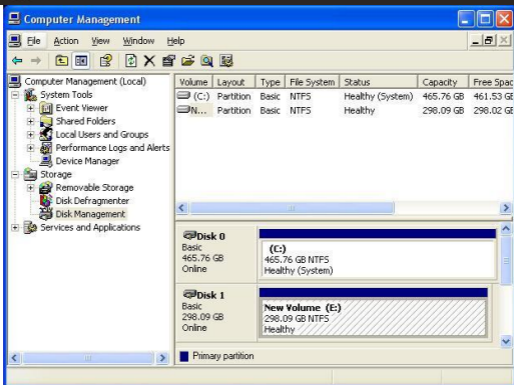 Computer Management
File Action View Window Help
Computer Management (Local)
System Tools
Event Viewer
Shared Folders
Local Users and Groups
Performance Logs and Alerts
Device Manager
Storage
Removable Storage
Disk Defragmenter
Disk Management
Services and Applications
Volume Layout Type File System Status Capacity Free Spac
(C:) Partition Basic NTFS Healthy (System) 465.76 GB 461.53 GB
N... Partition Basic NTFS Healthy 298.09 GB 298.02 GB
Disk 0
Basic
465.76 GB
Online
(C:)
465.76 GB NTFS
Healthy (System)
Disk 1
Basic
298.09 GB
Online
New Volume (E:)
298.09 GB NTFS
Healthy
Primary partition